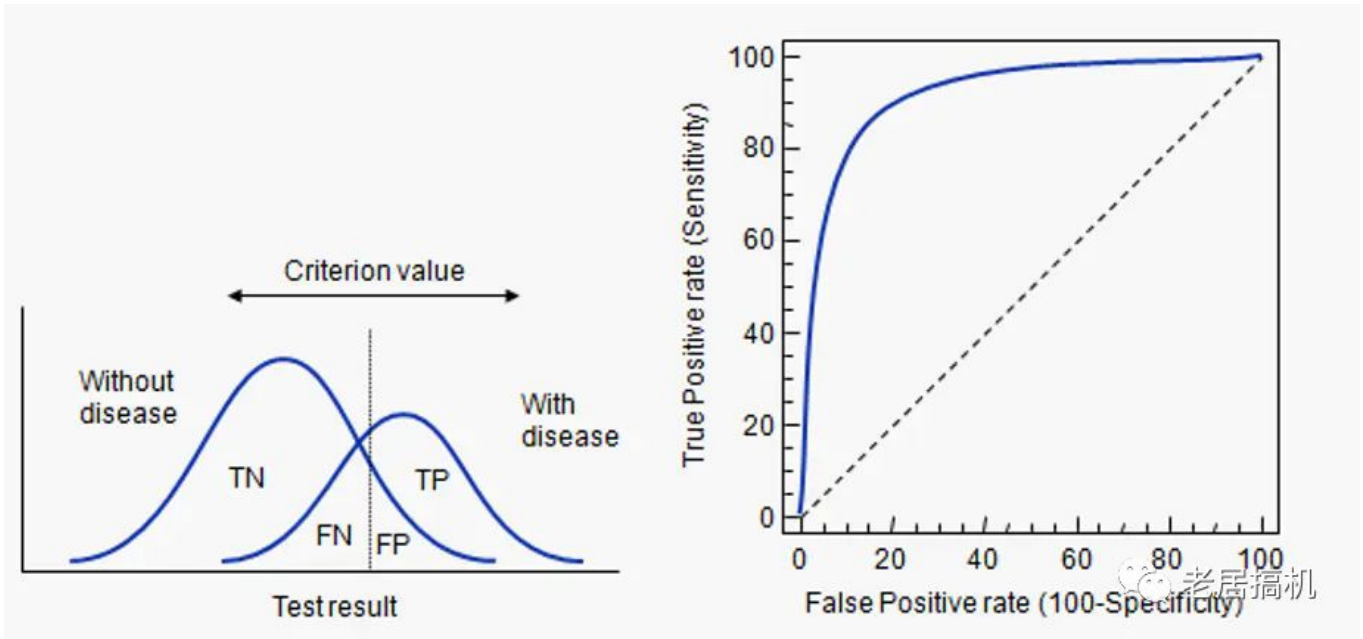 Criterion value
Without
disease
With
disease
TN
TP
FN
FP
Test result
True Positive rate (Sensitivity)
100
80
60
40
20
0
0 20 40 60 80 100
False Positive rate (100-Specificity)
老居搞机